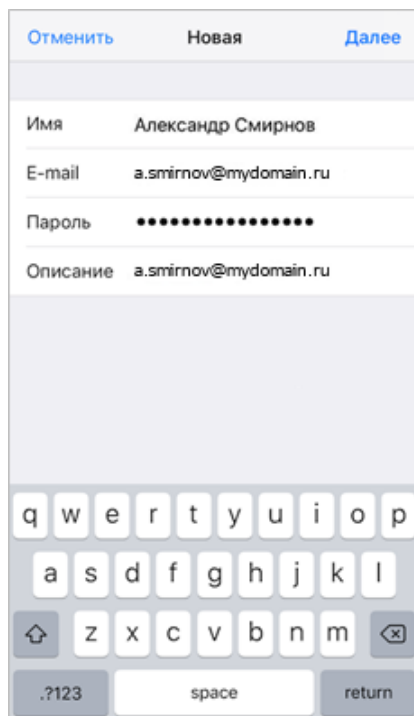 Отменить Новая Далее
Имя Александр Смирнов
E-mail a.smirnov@mydomain.ru
Пароль ••••••••••••••••
Описание a.smirnov@mydomain.ru
q w e r t y u i o p
a s d f g h j k l
z x c v b n m
.?123 space return